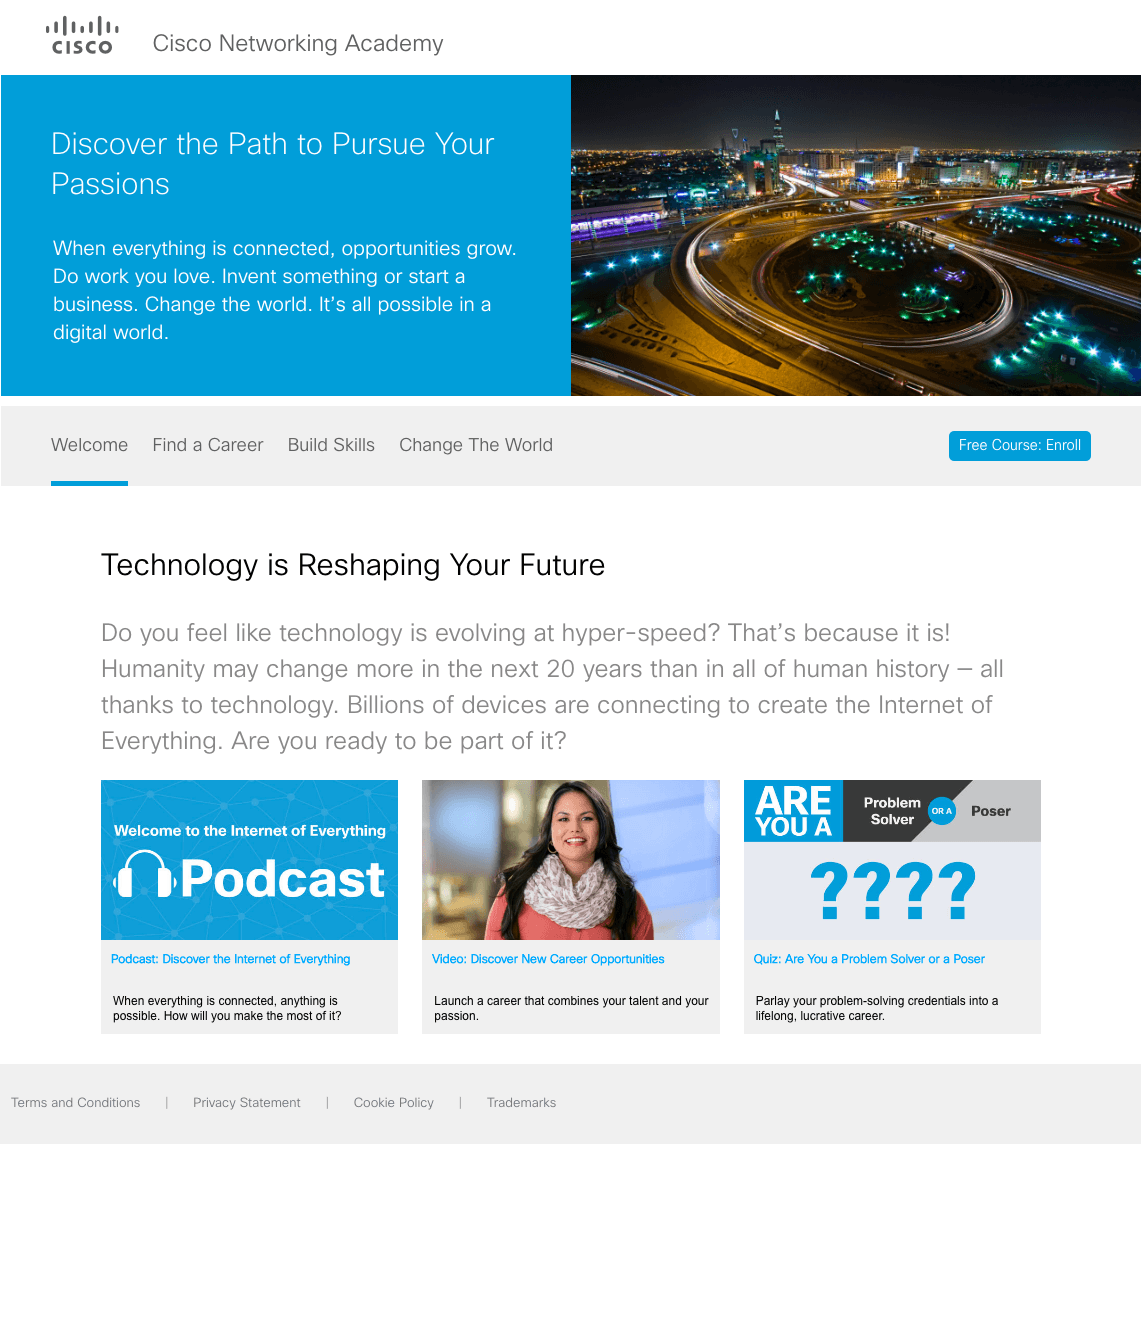 CISCO
Cisco Networking Academy
Discover the Path to Pursue Your
Passions
When everything is connected, opportunities grow.
Do work you love. Invent something or start a
business. Change the world. It’s all possible in a
digital world.
Welcome
Find a Career
Build Skills
Change The World
Free Course: Enroll
Technology is Reshaping Your Future
Do you feel like technology is evolving at hyper-speed? That’s because it is!
Humanity may change more in the next 20 years than in all of human history – all
thanks to technology. Billions of devices are connecting to create the Internet of
Everything. Are you ready to be part of it?
Welcome to the Internet of Everything
Podcast
Podcast: Discover the Internet of Everything
When everything is connected, anything is
possible. How will you make the most of it?
Video: Discover New Career Opportunities
Launch a career that combines your talent and your
passion.
ARE
YOU A
Problem
Solver
OR A
Poser
????
Quiz: Are You a Problem Solver or a Poser
Parlay your problem-solving credentials into a
lifelong, lucrative career.
Terms and Conditions | Privacy Statement | Cookie Policy | Trademarks